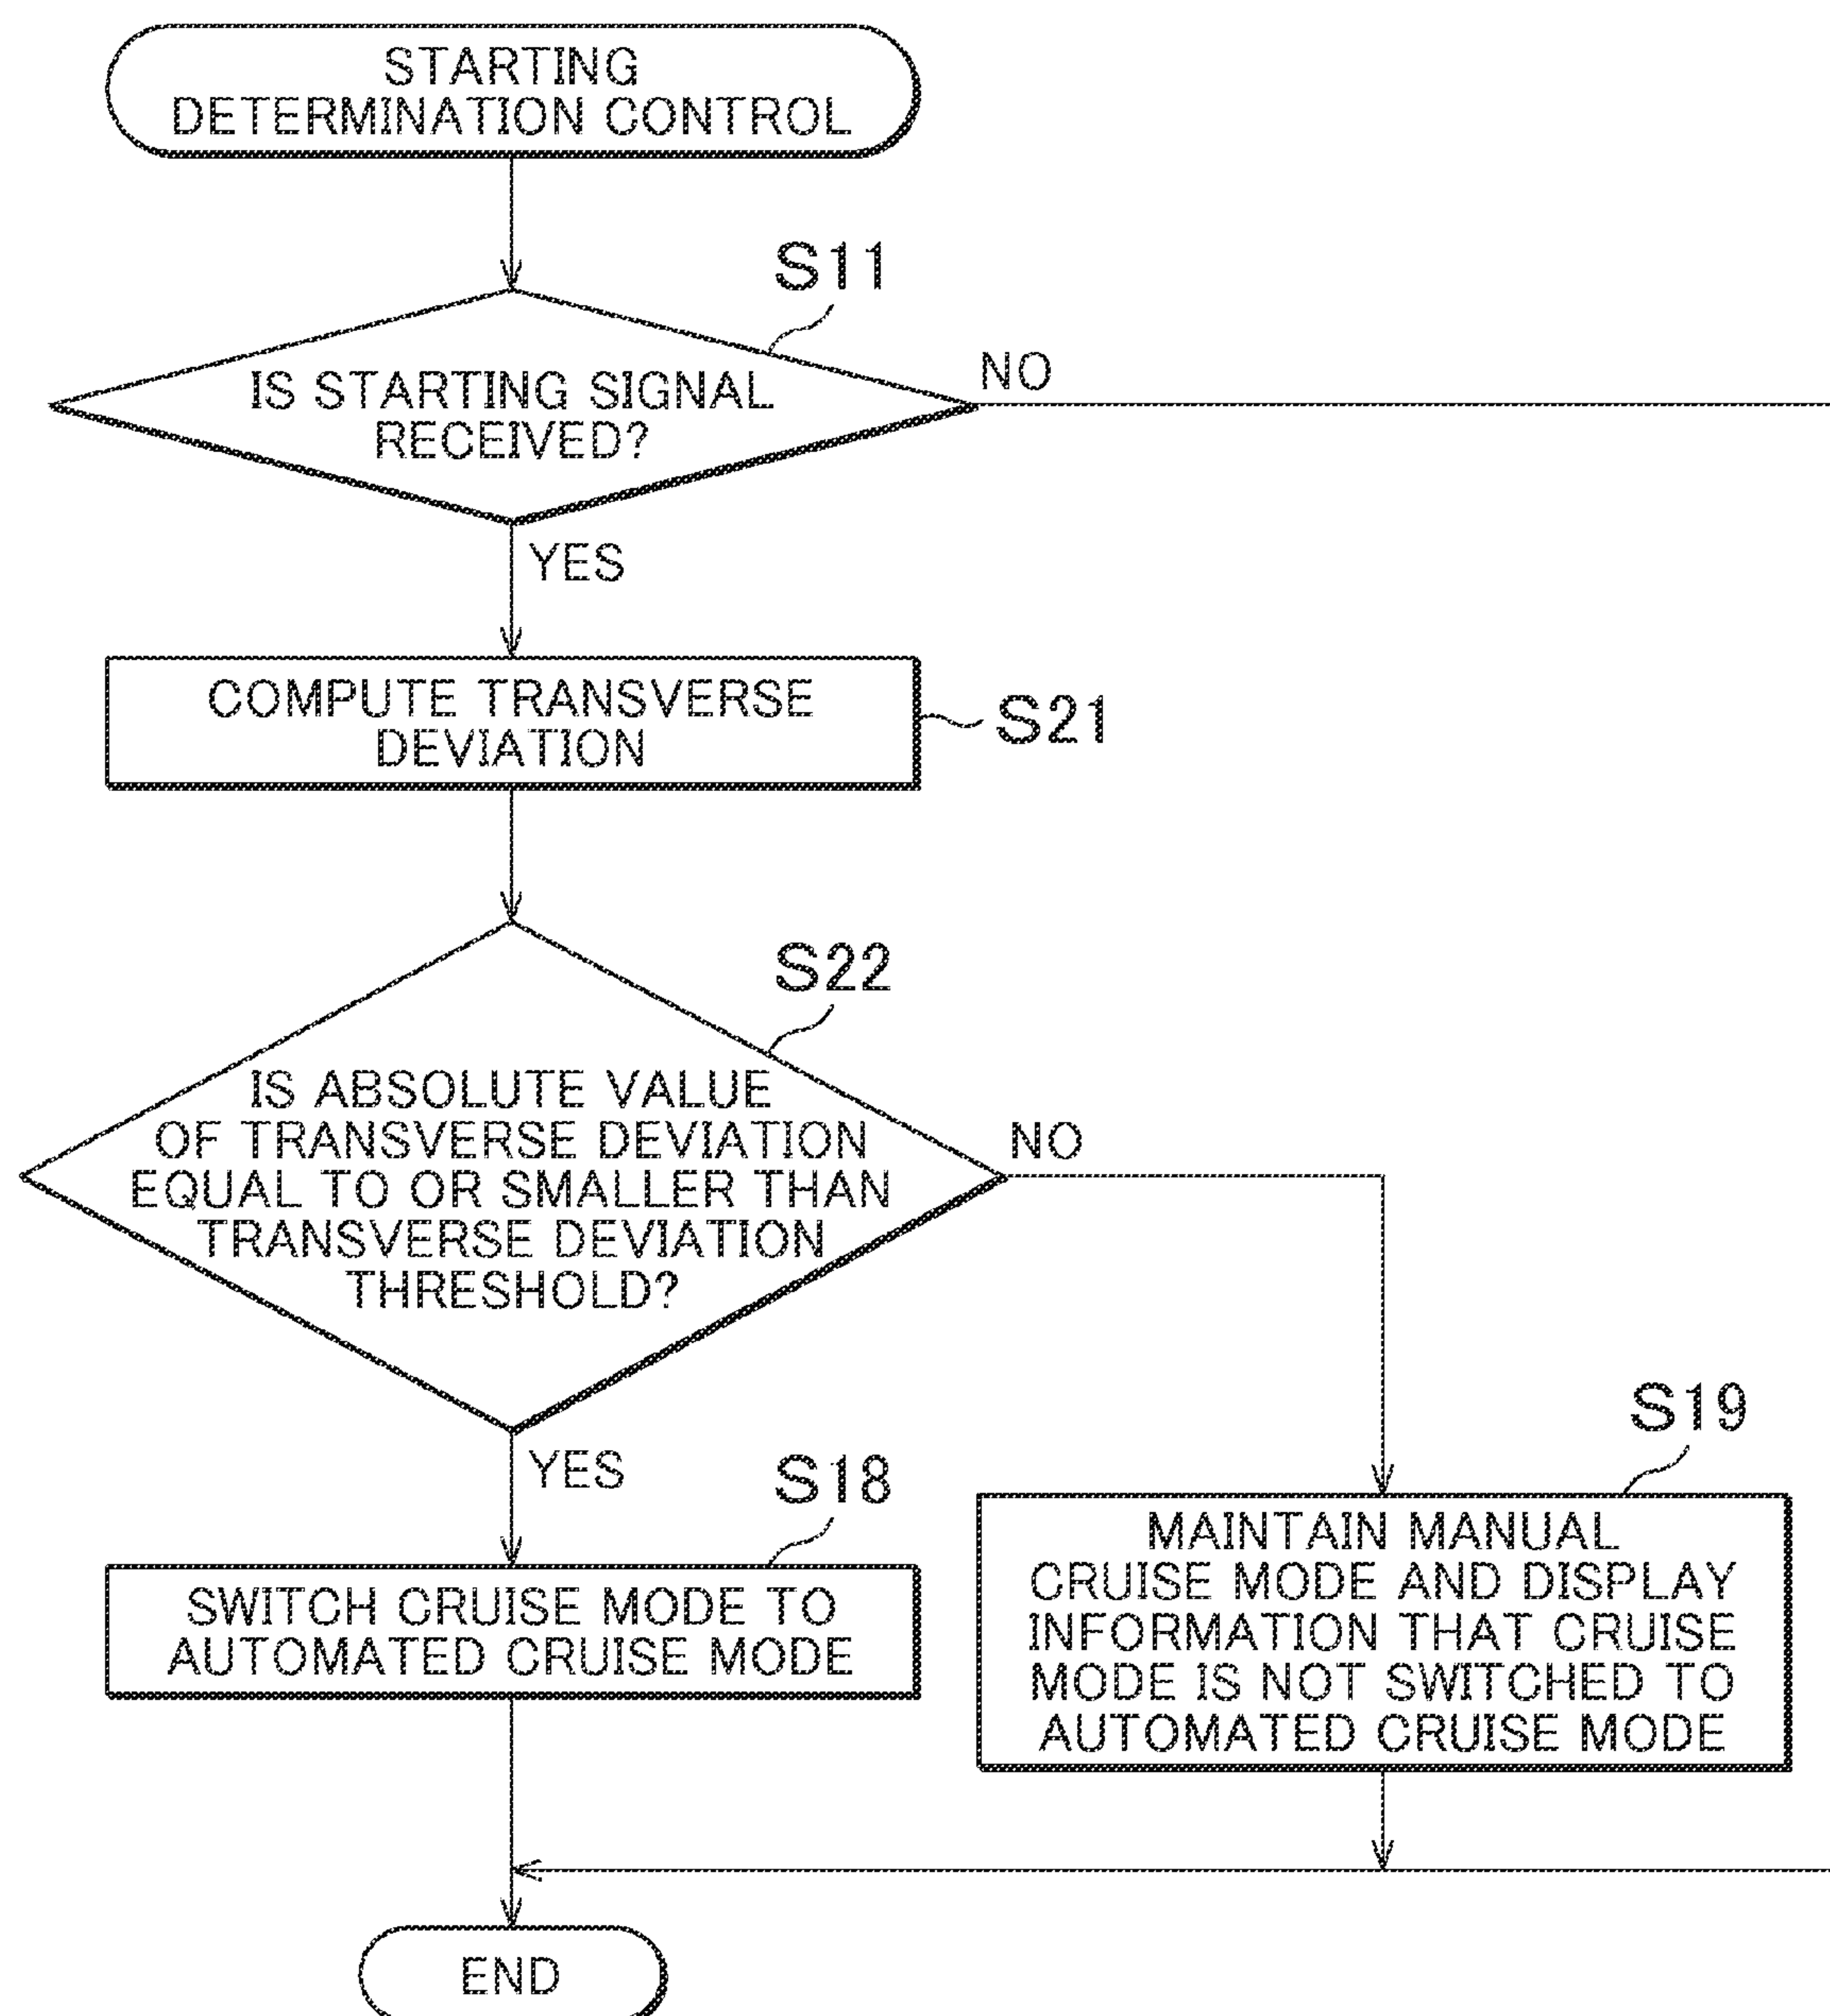 STARTING
DETERMINATION CONTROL
S11
IS STARTING SIGNAL
RECEIVED?
NO
YES
COMPUTE TRANSVERSE
DEVIATION
S21
S22
IS ABSOLUTE VALUE
OF TRANSVERSE DEVIATION
EQUAL TO OR SMALLER THAN
TRANSVERSE DEVIATION
THRESHOLD?
NO
YES
S18
SWITCH CRUISE MODE TO
AUTOMATED CRUISE MODE
S19
MAINTAIN MANUAL
CRUISE MODE AND DISPLAY
INFORMATION THAT CRUISE
MODE IS NOT SWITCHED TO
AUTOMATED CRUISE MODE
END